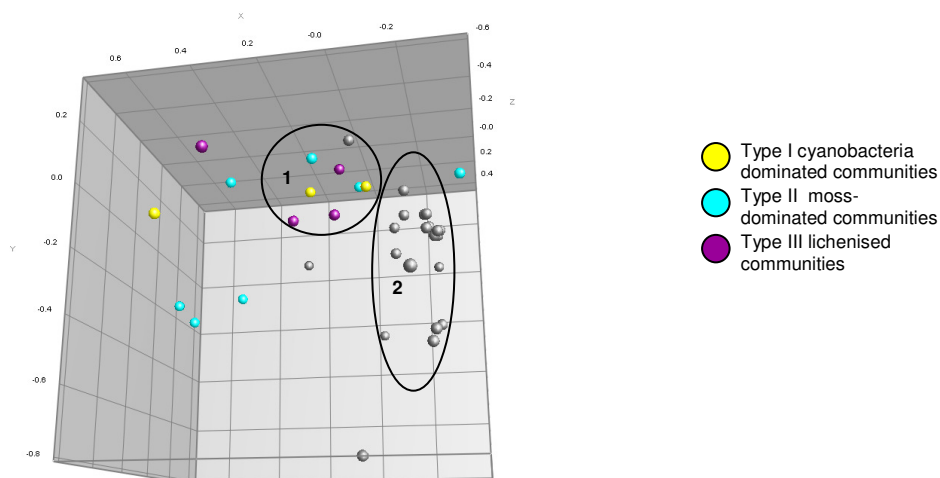 X
0.6
0.4
0.2
-0.0
-0.2
-0.6
-0.4
-0.2
-0.0
0.2
0.4
Z
0.2
0.0
-0.2
-0.4
-0.6
-0.8
Y
1
2
Type I cyanobacteria
dominated communities
Type II moss-
dominated communities
Type III lichenised
communities